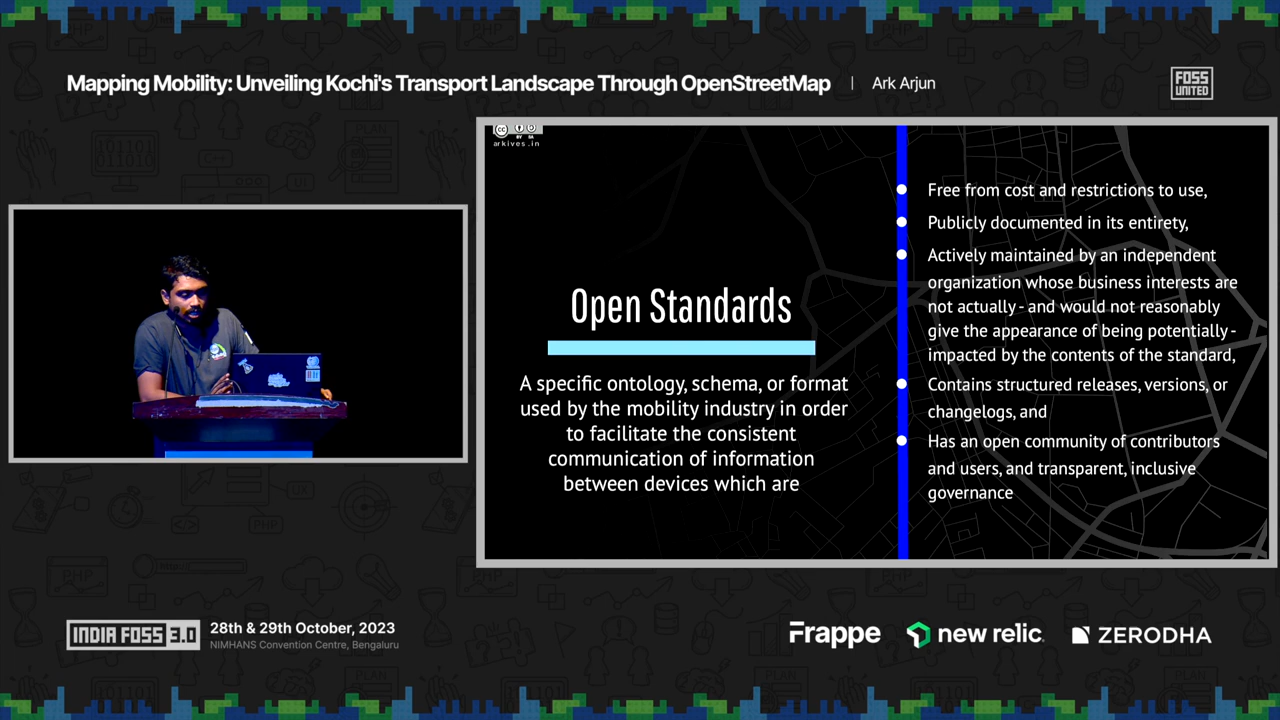 Mapping Mobility: Unveiling Kochi's Transport Landscape Through OpenStreetMap | Ark Arjun
FOSS
UNITED
CC BY SA
arkives.in
Open Standards
A specific ontology, schema, or format
used by the mobility industry in order
to facilitate the consistent
communication of information
between devices which are
Free from cost and restrictions to use,
Publicly documented in its entirety,
Actively maintained by an independent
organization whose business interests are
not actually - and would not reasonably
give the appearance of being potentially -
impacted by the contents of the standard,
Contains structured releases, versions, or
changelogs, and
Has an open community of contributors
and users, and transparent, inclusive
governance
INDIA FOSS 3.0
28th & 29th October, 2023
NIMHANS Convention Centre, Bengaluru
Frappe
new relic
ZERODHA